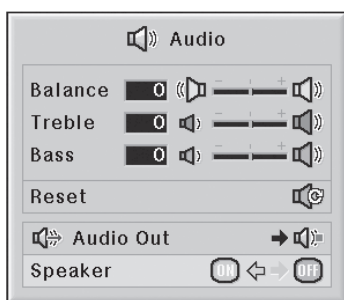 Audio
Balance 0 - +
Treble 0 - +
Bass 0 - +
Reset
Audio Out
Speaker ON OFF